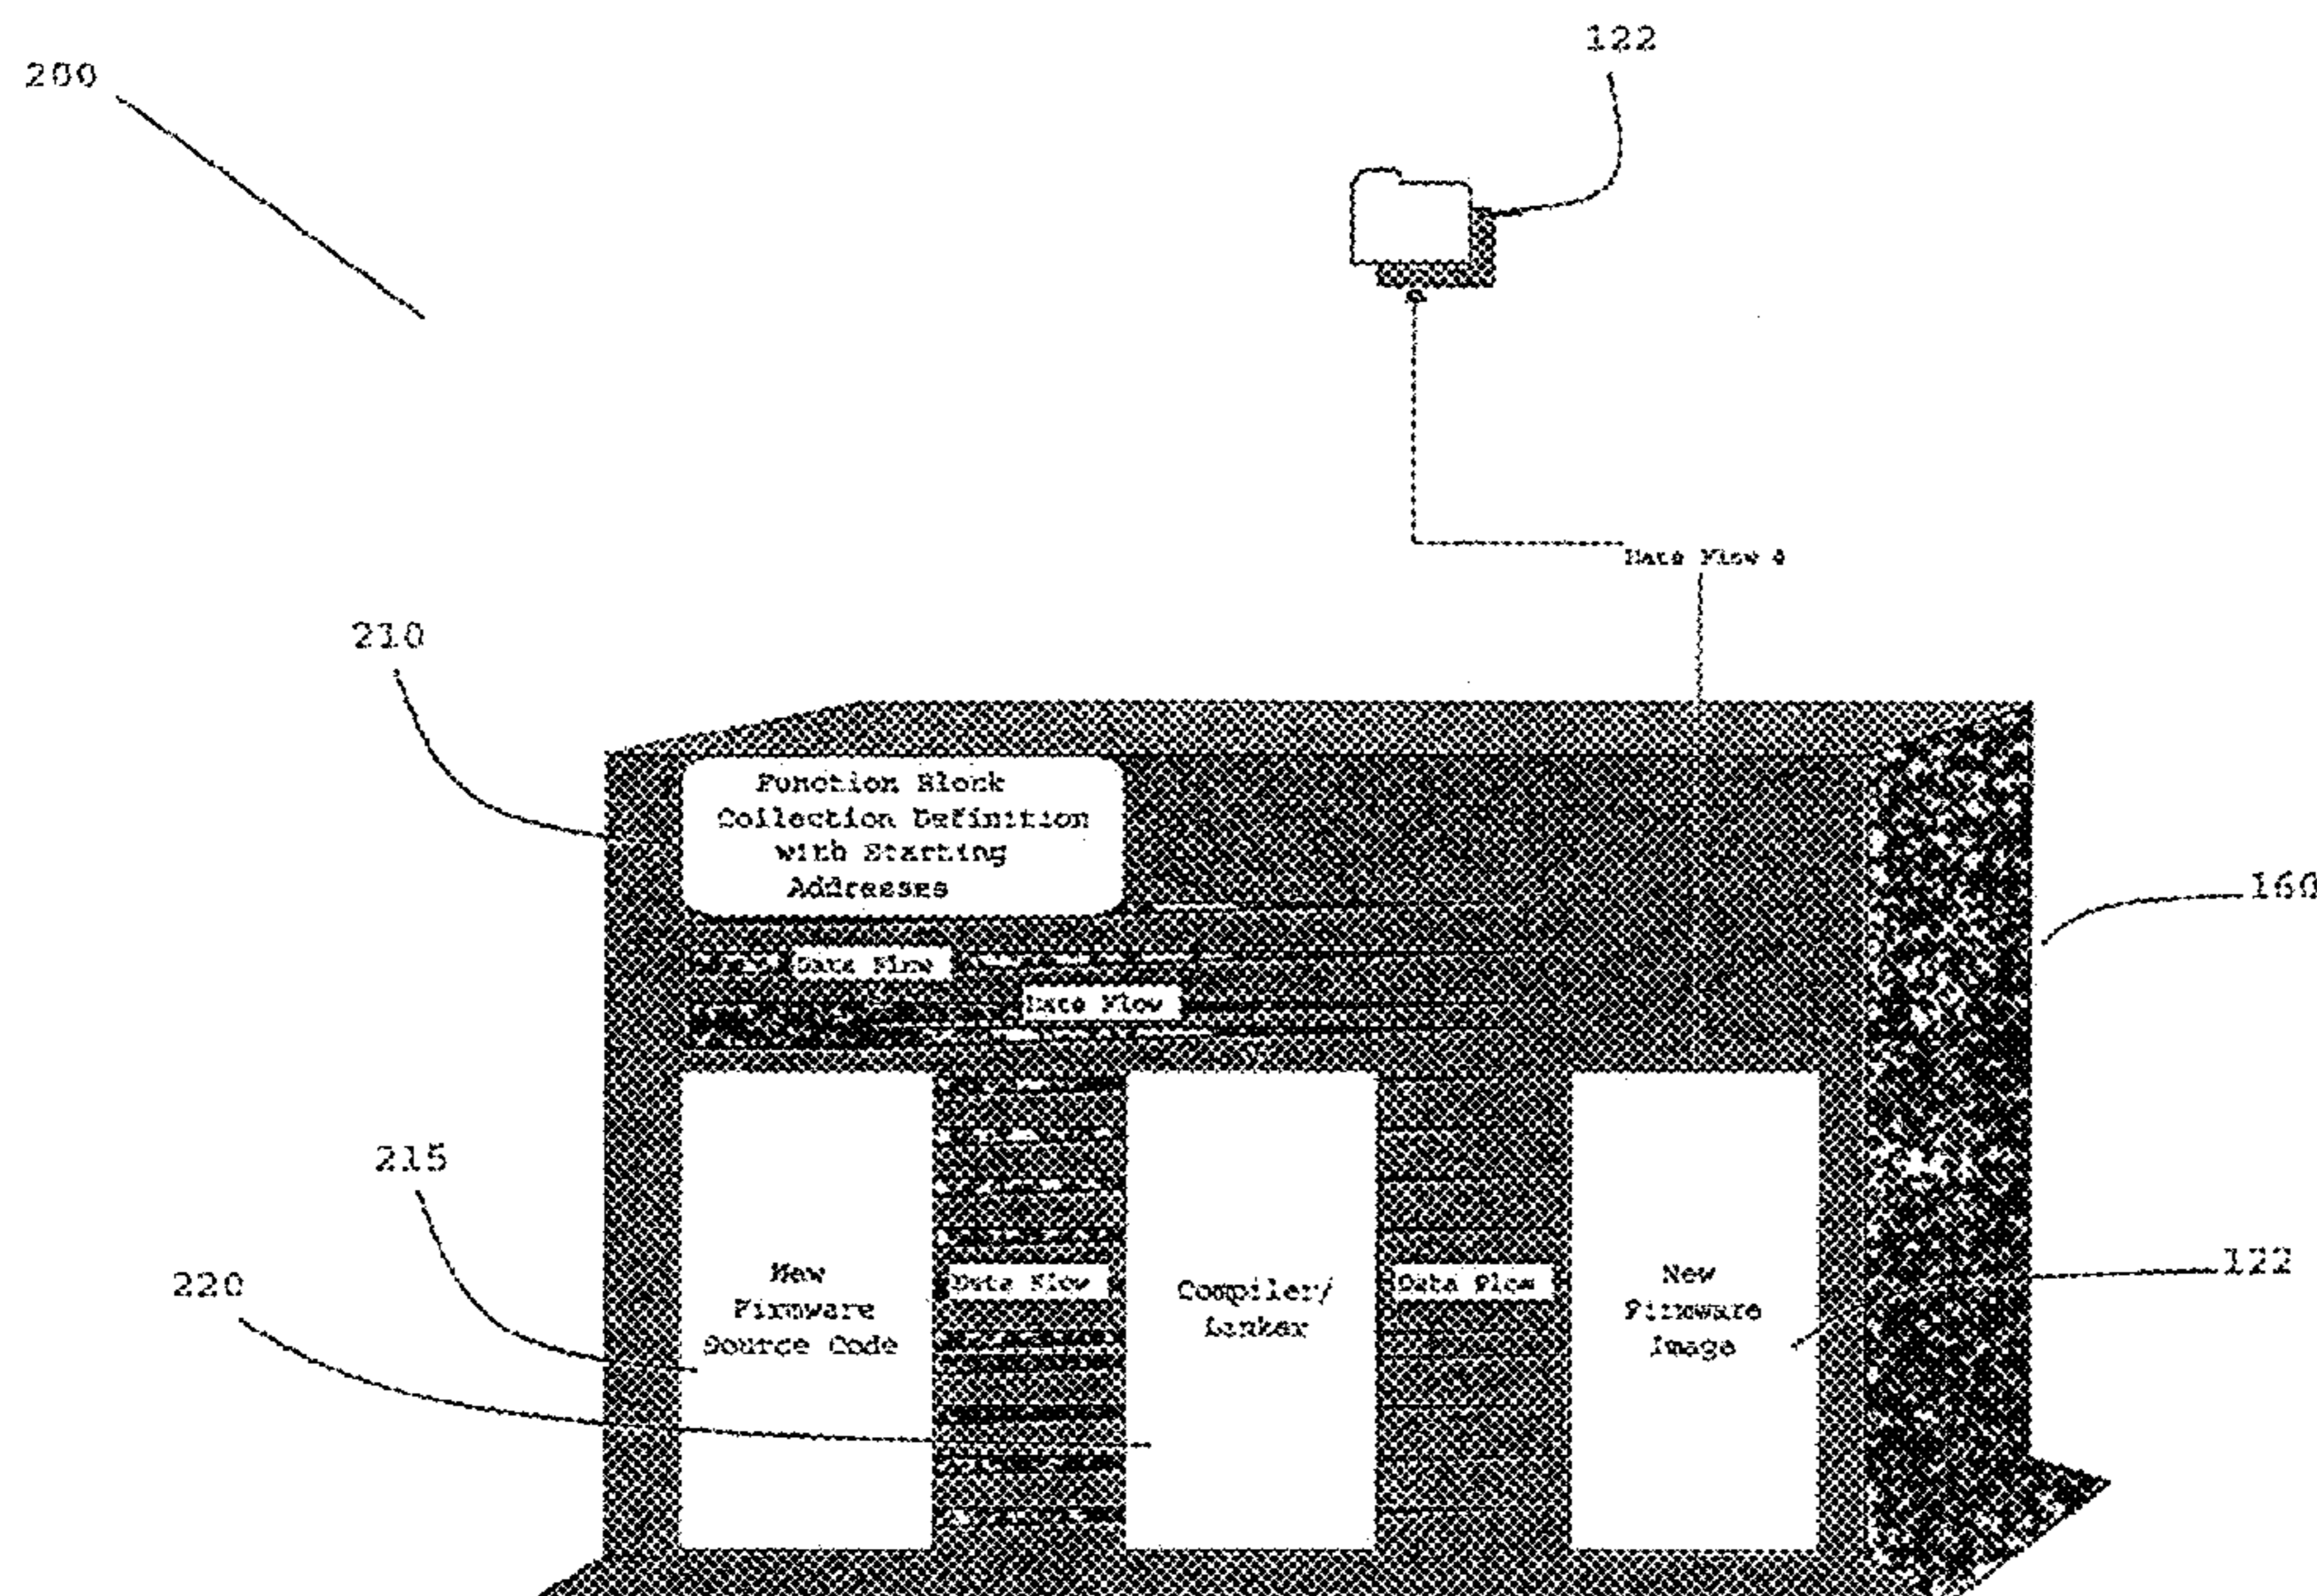 200
122
Data Flow
210
Function Block
Collection Definition
with Starting
Addresses
160
Data Flow
Data Flow
215
220
New
Firmware
Source Code
Data Flow
Compiler/
Linker
Data Flow
New
Firmware
Image
122